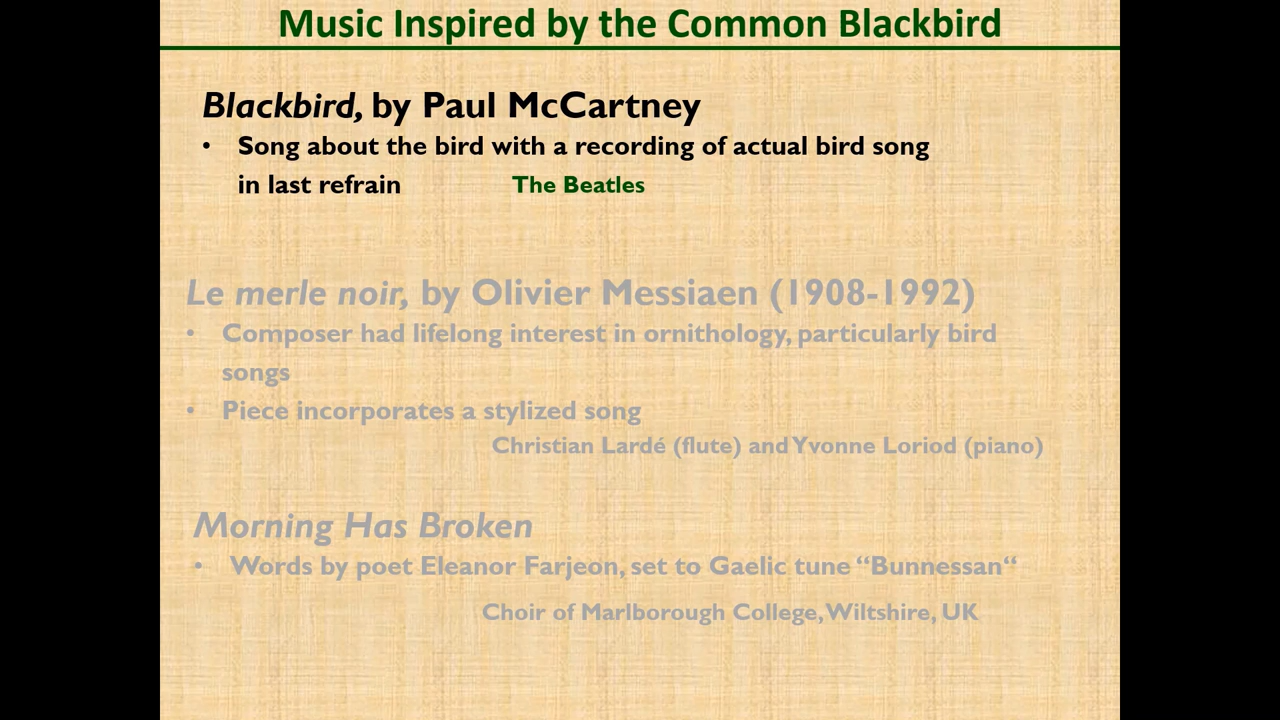 Music Inspired by the Common Blackbird
Blackbird, by Paul McCartney
• Song about the bird with a recording of actual bird song
in last refrain The Beatles
Le merle noir, by Olivier Messiaen (1908-1992)
• Composer had lifelong interest in ornithology, particularly bird
songs
• Piece incorporates a stylized song
Christian Lardé (flute) and Yvonne Loriod (piano)
Morning Has Broken
• Words by poet Eleanor Farjeon, set to Gaelic tune “Bunnessan“
Choir of Marlborough College, Wiltshire, UK